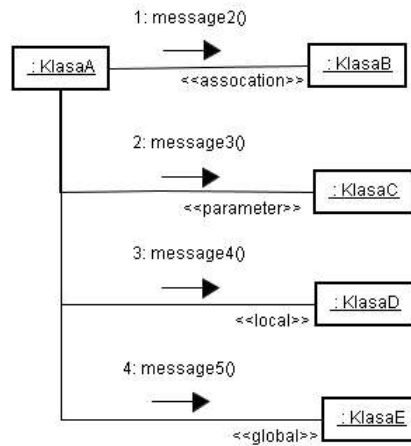 1: message2()
: KlasaA
: KlasaB
<<assocation>>
2: message3()
: KlasaC
<<parameter>>
3: message4()
: KlasaD
<<local>>
4: message5()
: KlasaE
<<global>>